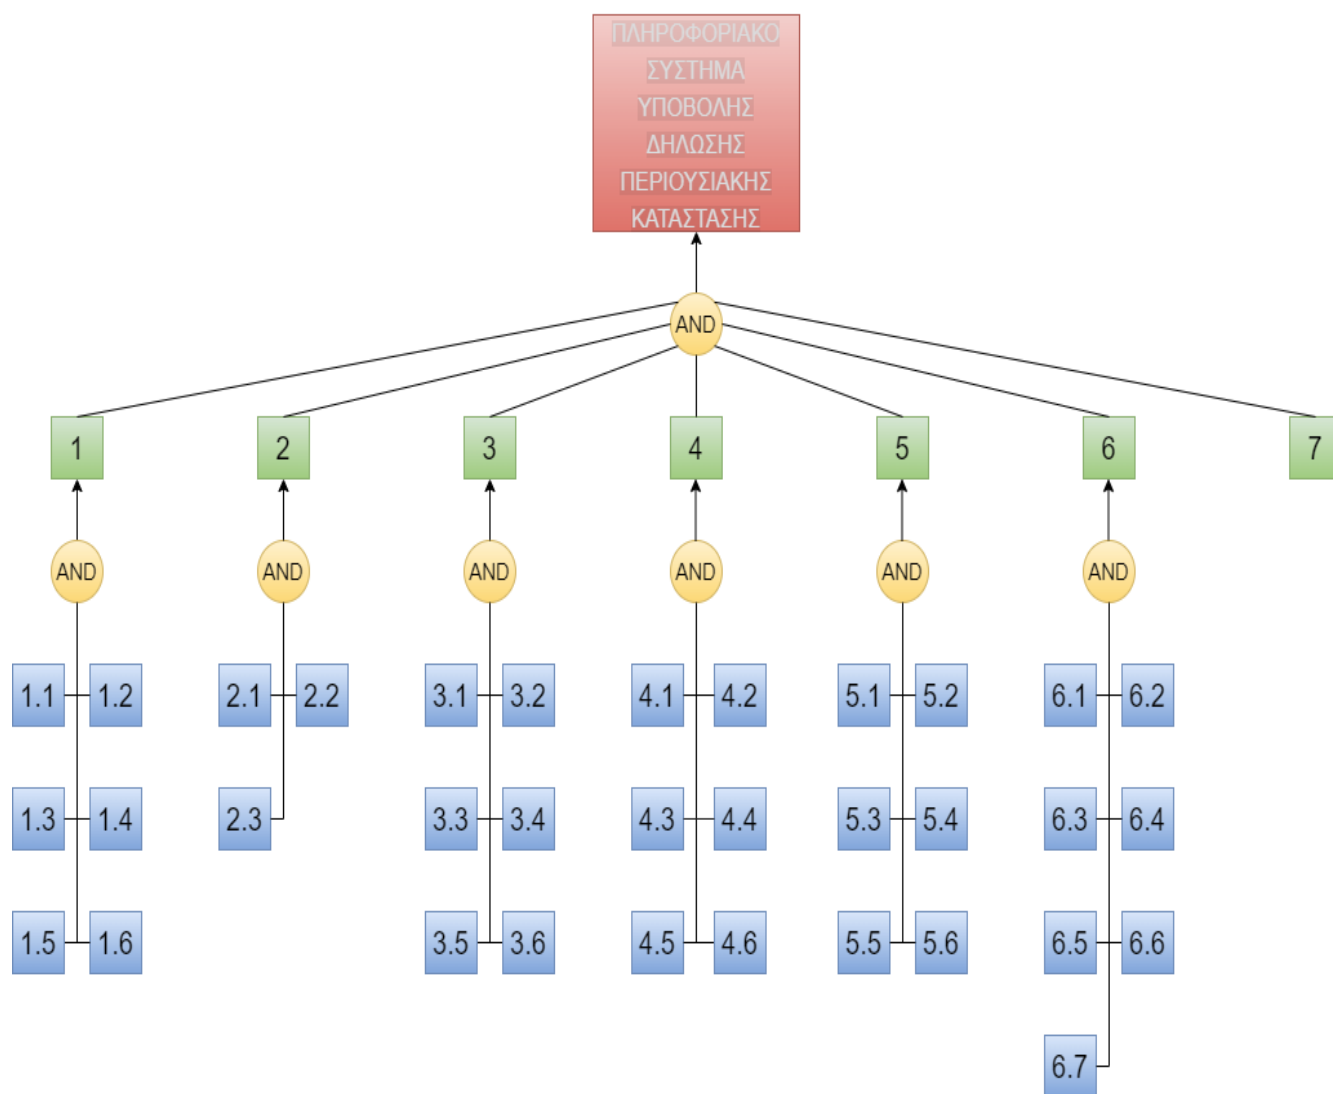 ΠΛΗΡΟΦΟΡΙΑΚΟ
ΣΥΣΤΗΜΑ
ΥΠΟΒΟΛΗΣ
ΔΗΛΩΣΗΣ
ΠΕΡΙΟΥΣΙΑΚΗΣ
ΚΑΤΑΣΤΑΣΗΣ
AND
1 2 3 4 5 6 7
AND AND AND AND AND AND
1.1 1.2 2.1 2.2 3.1 3.2 4.1 4.2 5.1 5.2 6.1 6.2
1.3 1.4 2.3 3.3 3.4 4.3 4.4 5.3 5.4 6.3 6.4
1.5 1.6 3.5 3.6 4.5 4.6 5.5 5.6 6.5 6.6
6.7